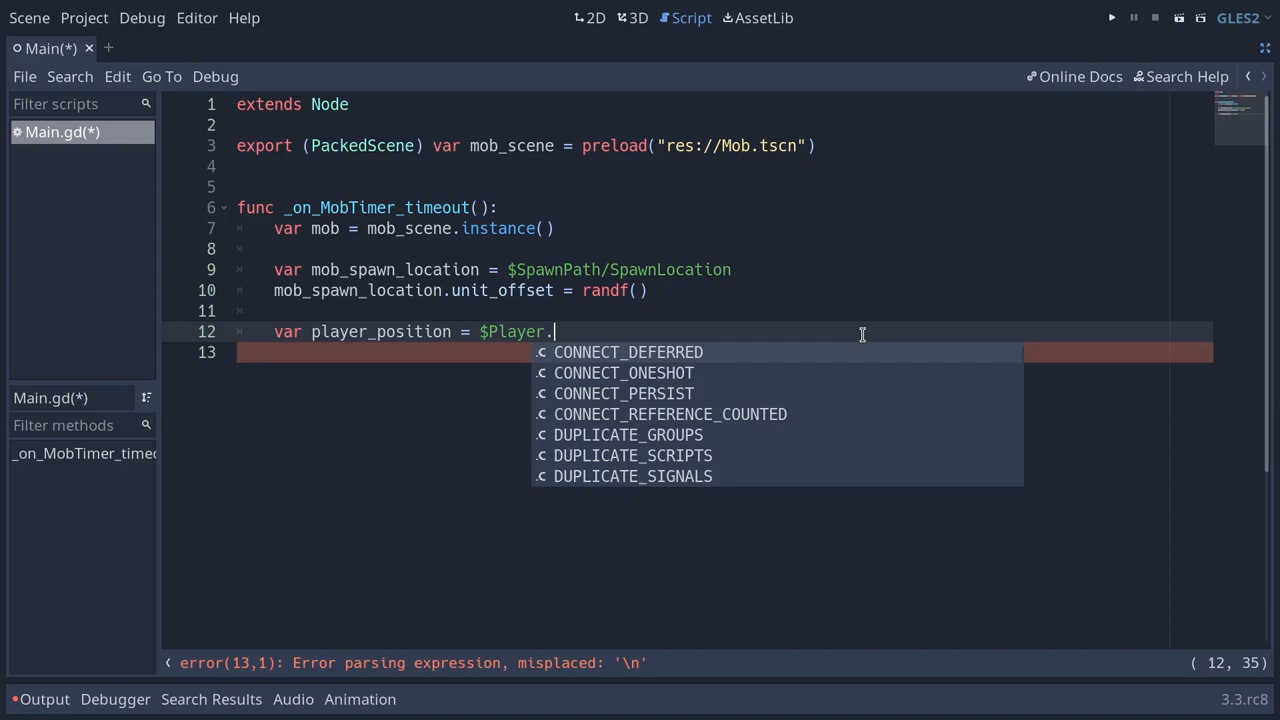 Scene Project Debug Editor Help 2D 3D Script AssetLib GLES2
Main(*)
File Search Edit Go To Debug Online Docs Search Help
Filter scripts
Main.gd(*)
Main.gd(*)
Filter methods
_on_MobTimer_timeo
1 extends Node
2
3 export (PackedScene) var mob_scene = preload("res://Mob.tscn")
4
5
6 func _on_MobTimer_timeout():
7 var mob = mob_scene.instance()
8
9 var mob_spawn_location = $SpawnPath/SpawnLocation
10 mob_spawn_location.unit_offset = randf()
11
12 var player_position = $Player.
13
.c CONNECT_DEFERRED
.c CONNECT_ONESHOT
.c CONNECT_PERSIST
.c CONNECT_REFERENCE_COUNTED
.c DUPLICATE_GROUPS
.c DUPLICATE_SCRIPTS
.c DUPLICATE_SIGNALS
error(13,1): Error parsing expression, misplaced: '\n' ( 12, 35)
Output Debugger Search Results Audio Animation 3.3.rc8